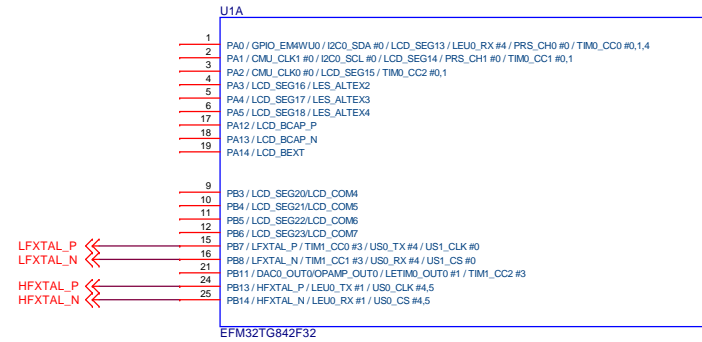 U1A
1 PA0 / GPIO_EM4WU0 / I2C0_SDA #0 / LCD_SEG13 / LEU0_RX #4 / PRS_CH0 #0 / TIM0_CC0 #0,1,4
2 PA1 / CMU_CLK1 #0 / I2C0_SCL #0 / LCD_SEG14 / PRS_CH1 #0 / TIM0_CC1 #0,1
3 PA2 / CMU_CLK0 #0 / LCD_SEG15 / TIM0_CC2 #0,1
4 PA3 / LCD_SEG16 / LES_ALTEX2
5 PA4 / LCD_SEG17 / LES_ALTEX3
6 PA5 / LCD_SEG18 / LES_ALTEX4
17 PA12 / LCD_BCAP_P
18 PA13 / LCD_BCAP_N
19 PA14 / LCD_BEXT
9 PB3 / LCD_SEG20/LCD_COM4
10 PB4 / LCD_SEG21/LCD_COM5
11 PB5 / LCD_SEG22/LCD_COM6
12 PB6 / LCD_SEG23/LCD_COM7
LFXTAL_P 15 PB7 / LFXTAL_P / TIM1_CC0 #3 / US0_TX #4 / US1_CLK #0
LFXTAL_N 16 PB8 / LFXTAL_N / TIM1_CC1 #3 / US0_RX #4 / US1_CS #0
21 PB11 / DAC0_OUT0/OPAMP_OUT0 / LETIM0_OUT0 #1 / TIM1_CC2 #3
HFXTAL_P 24 PB13 / HFXTAL_P / LEU0_TX #1 / US0_CLK #4,5
HFXTAL_N 25 PB14 / HFXTAL_N / LEU0_RX #1 / US0_CS #4,5
EFM32TG842F32